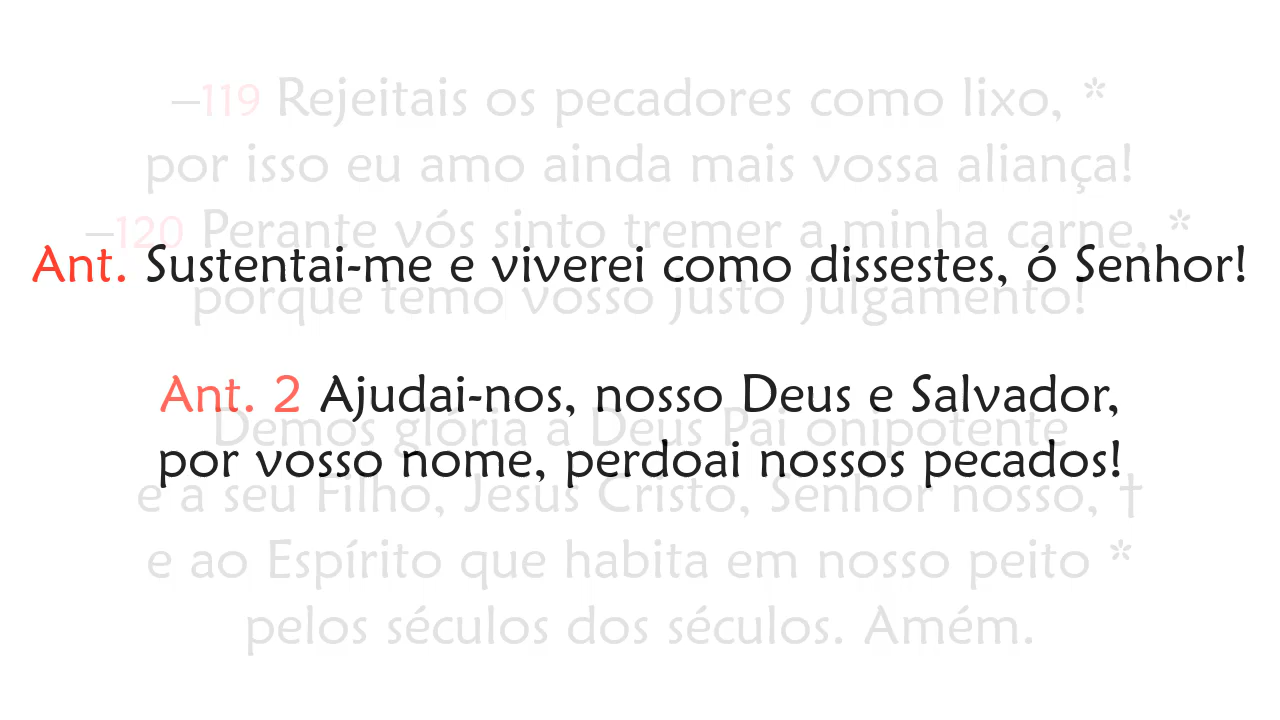 –119 Rejeitais os pecadores como lixo, *
por isso eu amo ainda mais vossa aliança!
–120 Perante vós sinto tremer a minha carne, *
Ant. Sustentai-me e viverei como dissestes, ó Senhor!
porque temo vosso justo julgamento!
Ant. 2 Ajudai-nos, nosso Deus e Salvador,
Demos glória a Deus Pai onipotente
por vosso nome, perdoai nossos pecados!
e a seu Filho, Jesus Cristo, Senhor nosso, †
e ao Espírito que habita em nosso peito *
pelos séculos dos séculos. Amém.